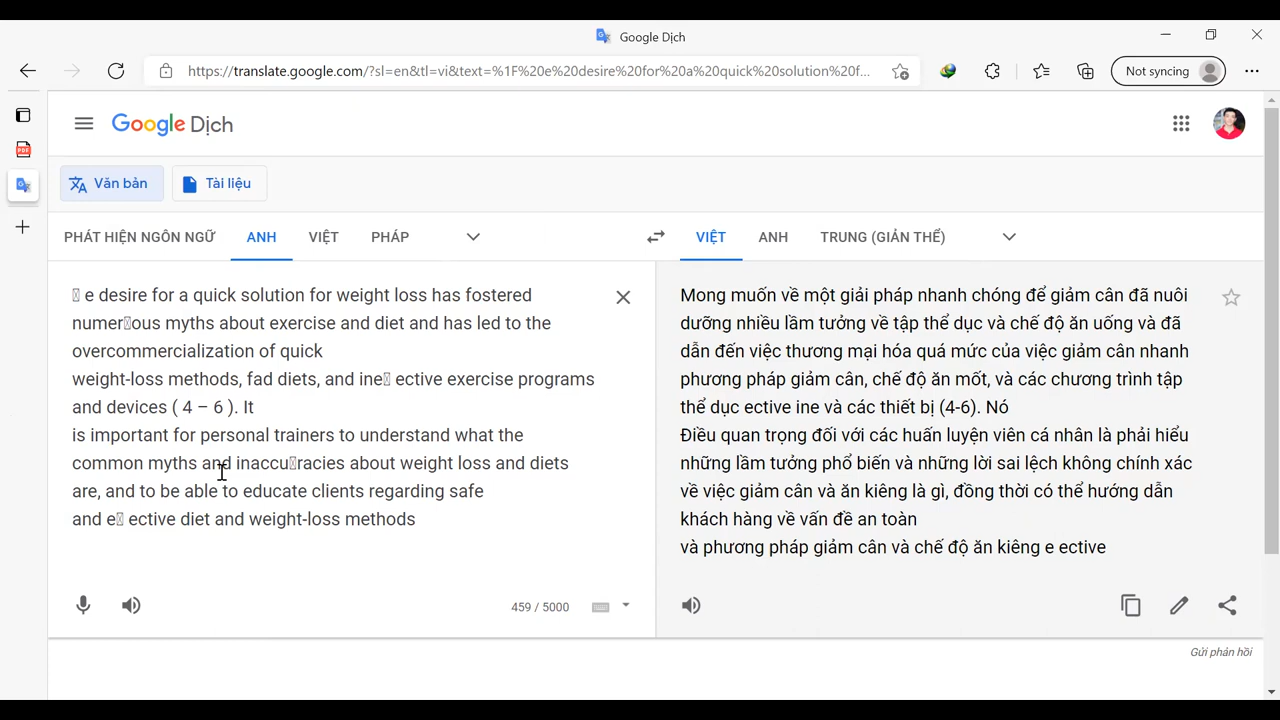 Google Dịch
https://translate.google.com/?sl=en&tl=vi&text=%1F%20e%20desire%20for%20a%20quick%20solution%20f...
Not syncing
Google Dịch
Văn bản
Tài liệu
PHÁT HIỆN NGÔN NGỮ ANH VIỆT PHÁP
VIỆT ANH TRUNG (GIẢN THỂ)
▯ e desire for a quick solution for weight loss has fostered
numer▯ous myths about exercise and diet and has led to the
overcommercialization of quick
weight-loss methods, fad diets, and ine▯ ective exercise programs
and devices ( 4 – 6 ). It
is important for personal trainers to understand what the
common myths and inaccu▯racies about weight loss and diets
are, and to be able to educate clients regarding safe
and e▯ ective diet and weight-loss methods
459 / 5000
Mong muốn về một giải pháp nhanh chóng để giảm cân đã nuôi
dưỡng nhiều lầm tưởng về tập thể dục và chế độ ăn uống và đã
dẫn đến việc thương mại hóa quá mức của việc giảm cân nhanh
phương pháp giảm cân, chế độ ăn mốt, và các chương trình tập
thể dục ective ine và các thiết bị (4-6). Nó
Điều quan trọng đối với các huấn luyện viên cá nhân là phải hiểu
những lầm tưởng phổ biến và những lời sai lệch không chính xác
về việc giảm cân và ăn kiêng là gì, đồng thời có thể hướng dẫn
khách hàng về vấn đề an toàn
và phương pháp giảm cân và chế độ ăn kiêng e ective
Gửi phản hồi